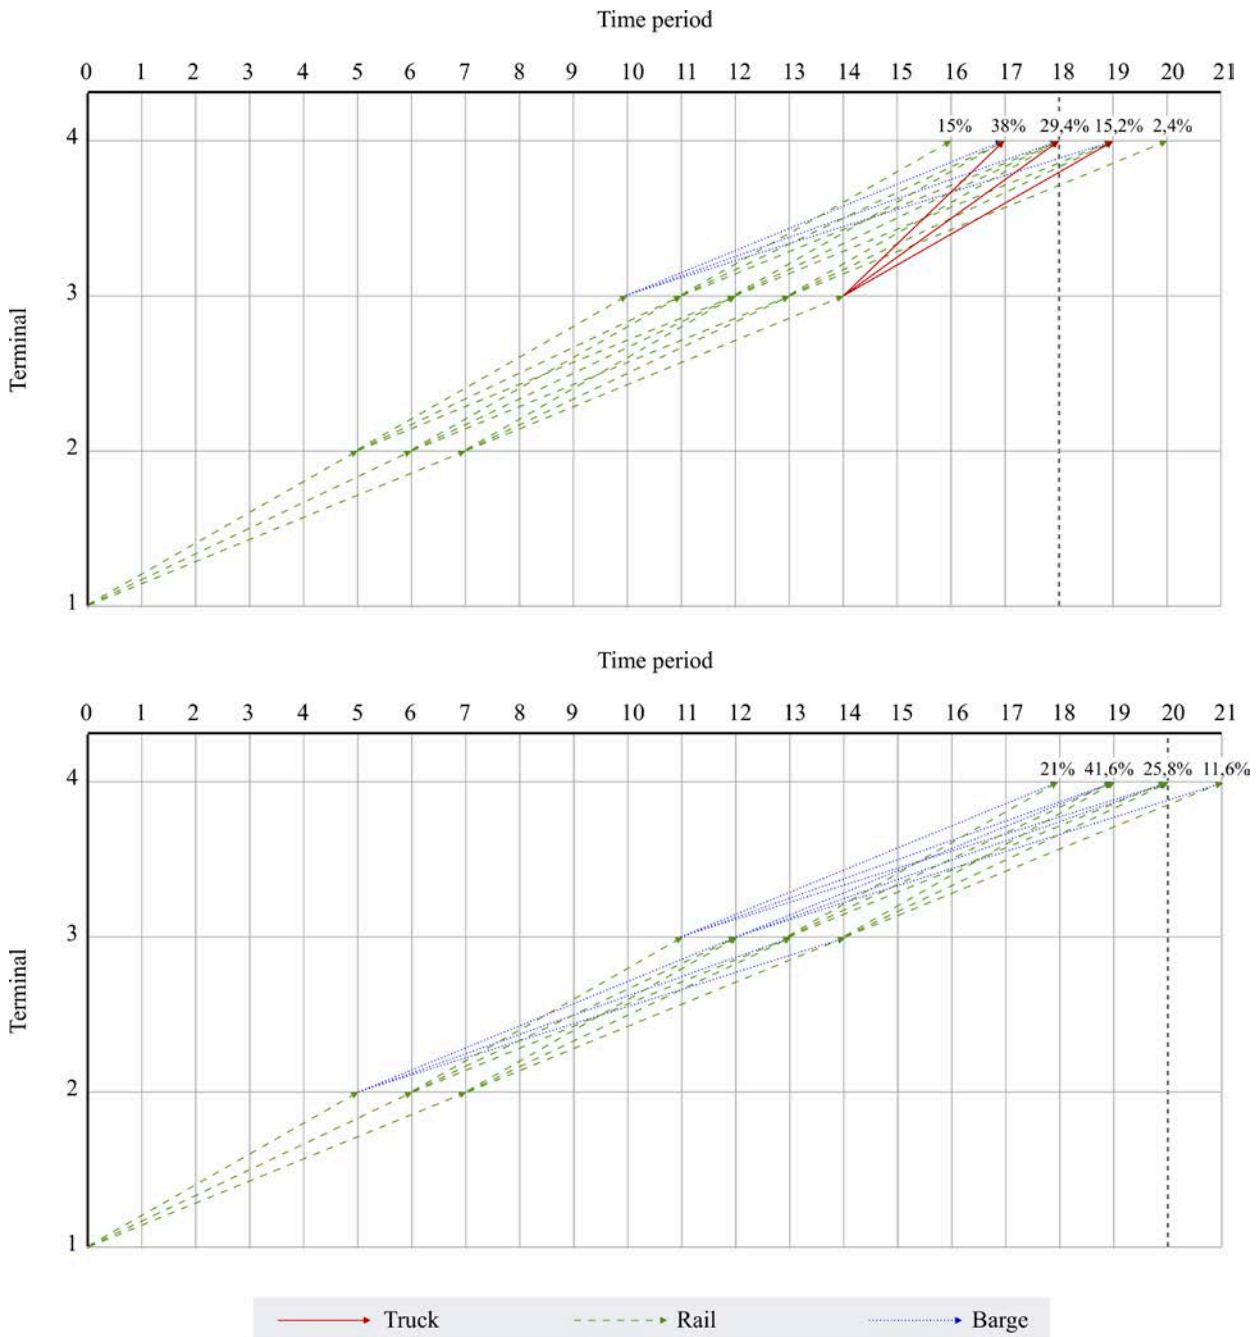 Time period
0 1 2 3 4 5 6 7 8 9 10 11 12 13 14 15 16 17 18 19 20 21
15% 38% 29,4% 15,2% 2,4%
4
3
Terminal
2
1
Time period
0 1 2 3 4 5 6 7 8 9 10 11 12 13 14 15 16 17 18 19 20 21
21% 41,6% 25,8% 11,6%
4
3
Terminal
2
1
Truck Rail Barge